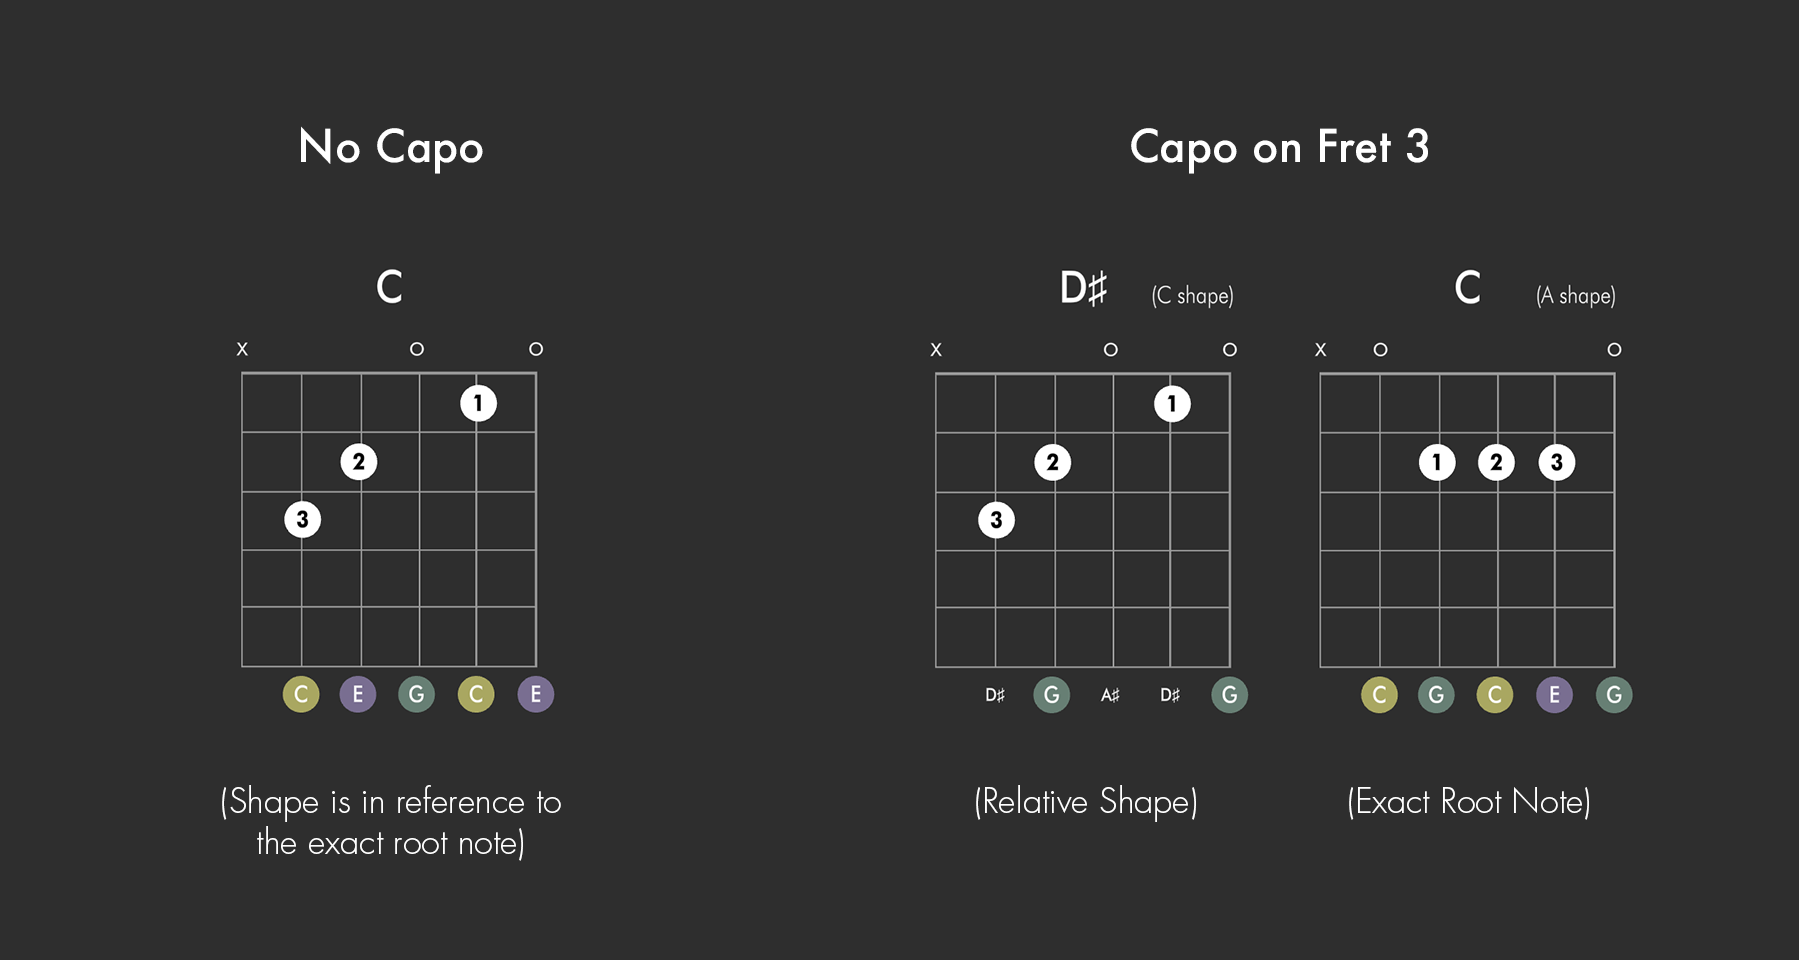 No Capo
C
X O O
1
2
3
C E G C E
(Shape is in reference to
the exact root note)
Capo on Fret 3
D♯ (C shape)
X O O
1
2
3
D♯ G A♯ D♯ G
(Relative Shape)
C (A shape)
X O O
1 2 3
C G C E G
(Exact Root Note)